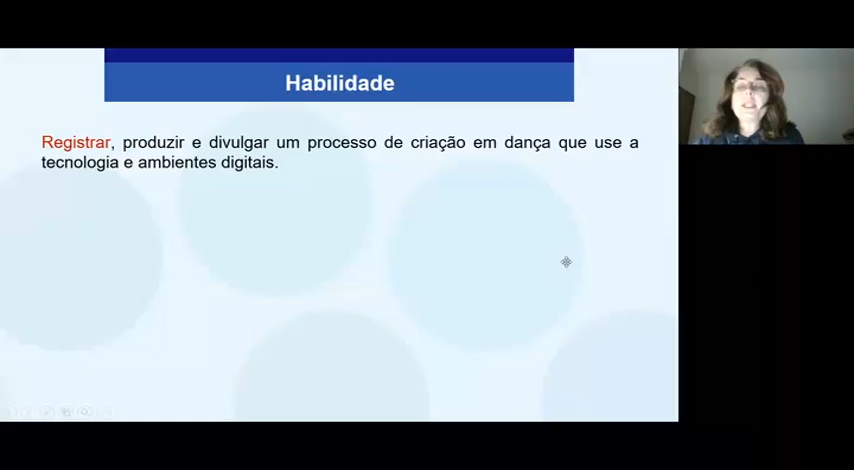 Habilidade
Registrar, produzir e divulgar um processo de criação em dança que use a
tecnologia e ambientes digitais.